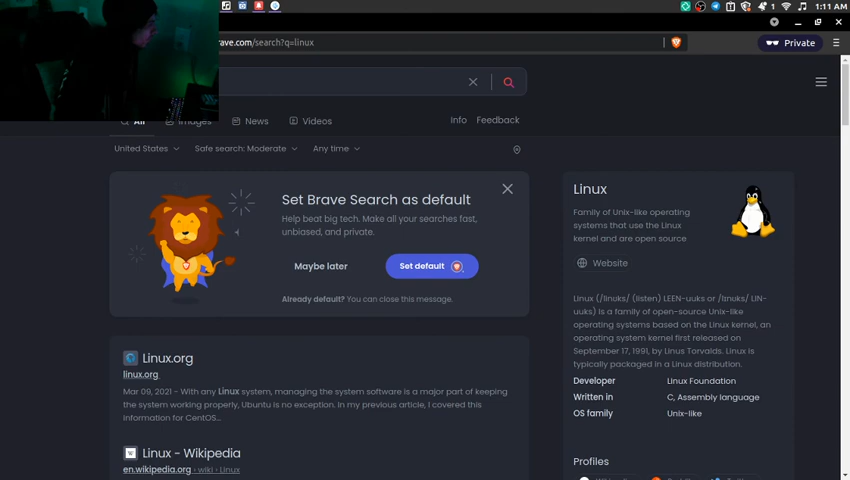 1 1:11 AM
rave.com/search?q=linux
Private
All Images News Videos Info Feedback
United States Safe search: Moderate Any time
Set Brave Search as default
Help beat big tech. Make all your searches fast,
unbiased, and private.
Maybe later Set default
Already default? You can close this message.
Linux.org
linux.org
Mar 09, 2021 - With any Linux system, managing the system software is a major part of keeping
the system working properly, Ubuntu is no exception. In my previous article, I covered this
information for CentOS...
Linux - Wikipedia
en.wikipedia.org › wiki › Linux
Linux
Family of Unix-like operating
systems that use the Linux
kernel and are open source
Website
Linux (/ˈlinʊks/ (listen) LEEN-uuks or /ˈlɪnʊks/ LIN-
uuks) is a family of open-source Unix-like
operating systems based on the Linux kernel, an
operating system kernel first released on
September 17, 1991, by Linus Torvalds. Linux is
typically packaged in a Linux distribution.
Developer Linux Foundation
Written in C, Assembly language
OS family Unix-like
Profiles